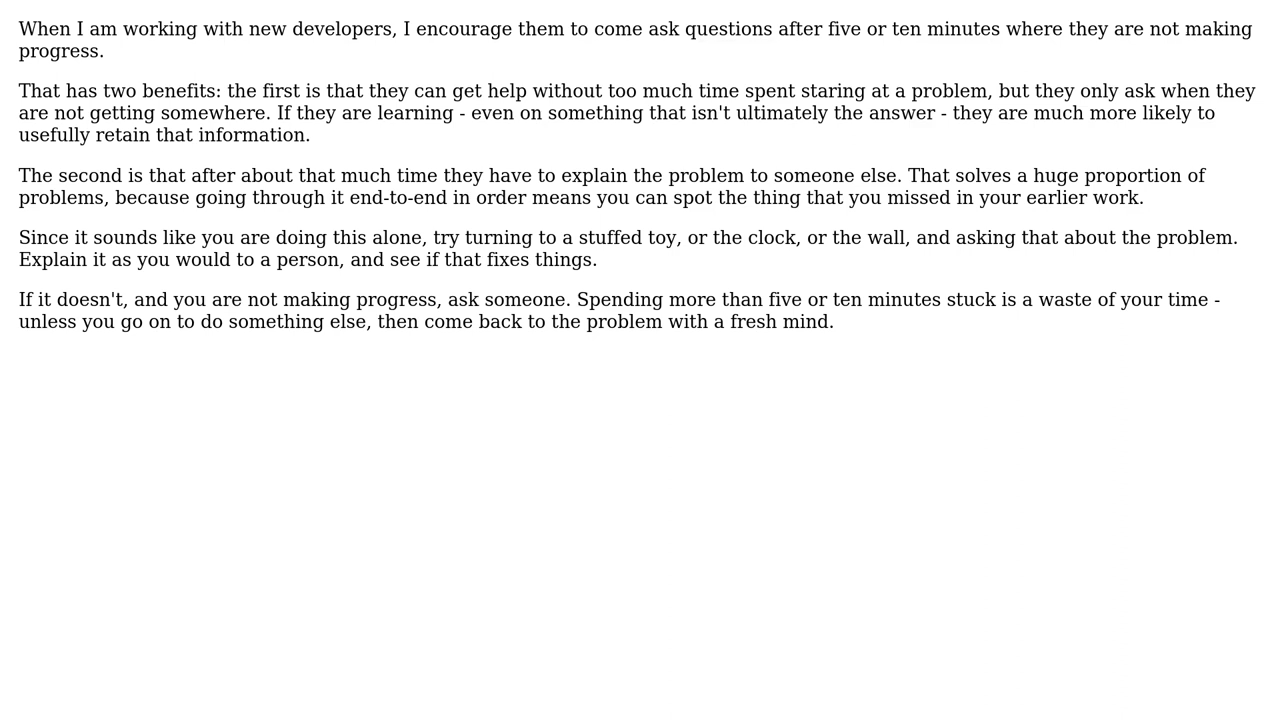 When I am working with new developers, I encourage them to come ask questions after five or ten minutes where they are not making
progress.
That has two benefits: the first is that they can get help without too much time spent staring at a problem, but they only ask when they
are not getting somewhere. If they are learning - even on something that isn't ultimately the answer - they are much more likely to
usefully retain that information.
The second is that after about that much time they have to explain the problem to someone else. That solves a huge proportion of
problems, because going through it end-to-end in order means you can spot the thing that you missed in your earlier work.
Since it sounds like you are doing this alone, try turning to a stuffed toy, or the clock, or the wall, and asking that about the problem.
Explain it as you would to a person, and see if that fixes things.
If it doesn't, and you are not making progress, ask someone. Spending more than five or ten minutes stuck is a waste of your time -
unless you go on to do something else, then come back to the problem with a fresh mind.